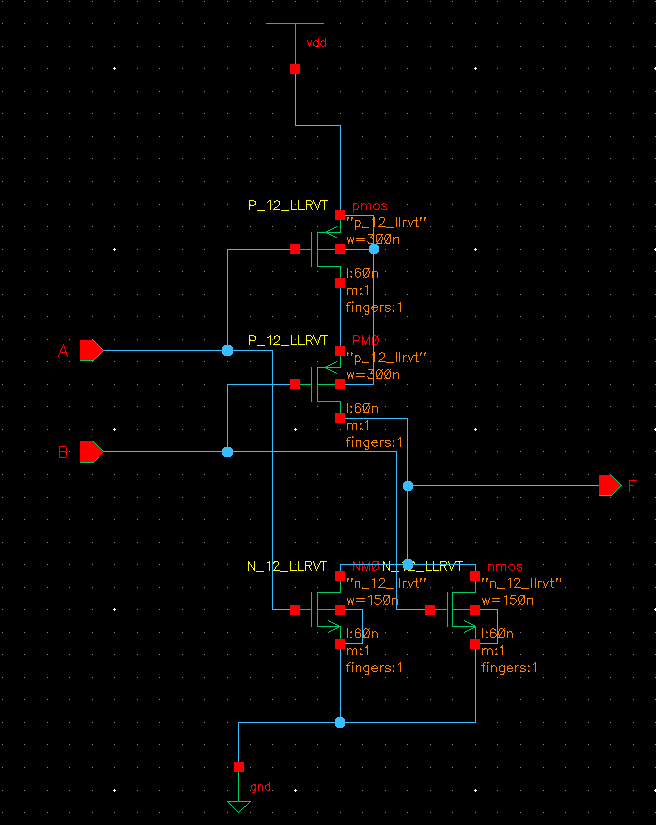 vdd
P_12_LLRVT pmos
"p_12_llrvt"
w=300n
l:60n
m:1
fingers:1
P_12_LLRVT PM0
"p_12_llrvt"
w=300n
l:60n
m:1
fingers:1
A
B
F
N_12_LLRVT NM0
"n_12_llrvt"
w=150n
l:60n
m:1
fingers:1
N_12_LLRVT nmos
"n_12_llrvt"
w=150n
l:60n
m:1
fingers:1
gnd